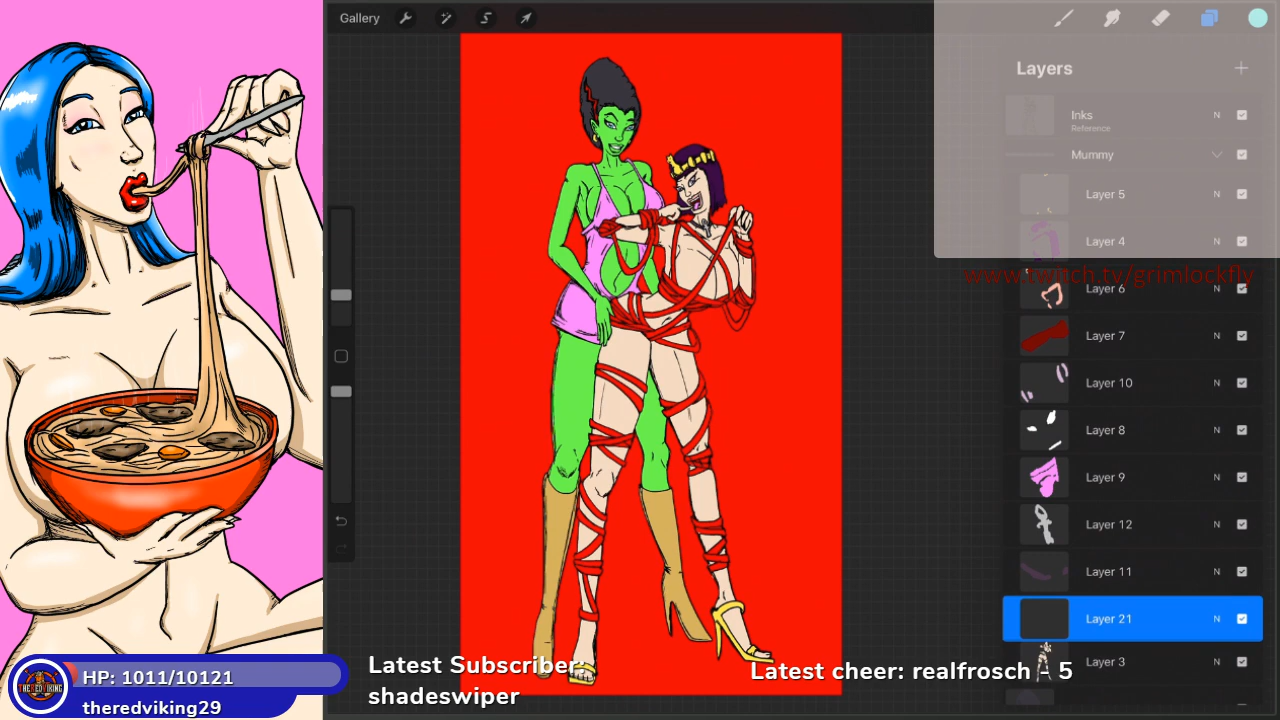 Gallery
Layers
Inks N
Reference
Mummy
Layer 5 N
Layer 4 N
www.twitch.tv/grimlockfly
Layer 6 N
Layer 7 N
Layer 10 N
Layer 8 N
Layer 9 N
Layer 12 N
Layer 11 N
Layer 21 N
Layer 3 N
HP: 1011/10121
theredviking29
THEREDVIKING
Latest Subscriber:
shadeswiper
Latest cheer: realfrosch - 5